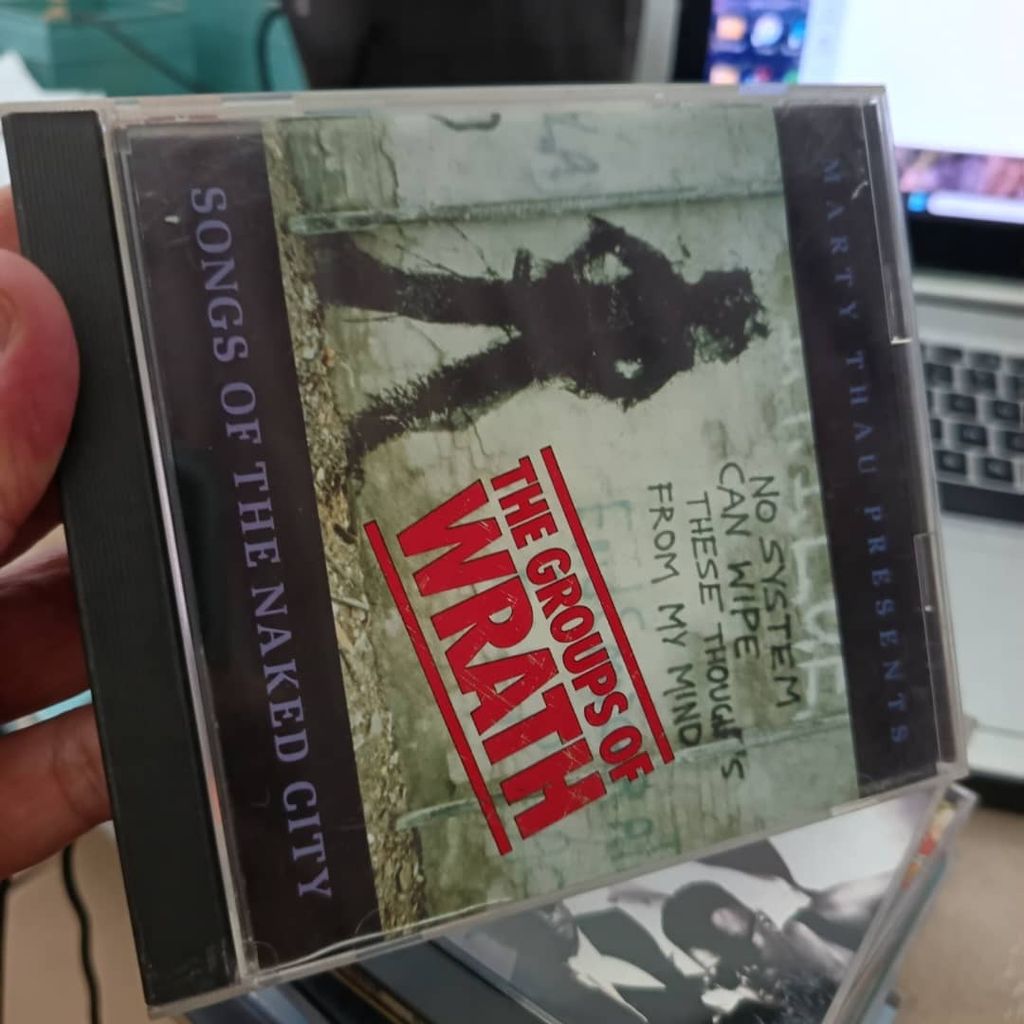 MARTY THAU PRESENTS
NO SYSTEM
CAN WIPE
THESE THOUGHT'S
FROM MY MIND
THE GROUPS OF
WRATH
SONGS OF THE NAKED CITY